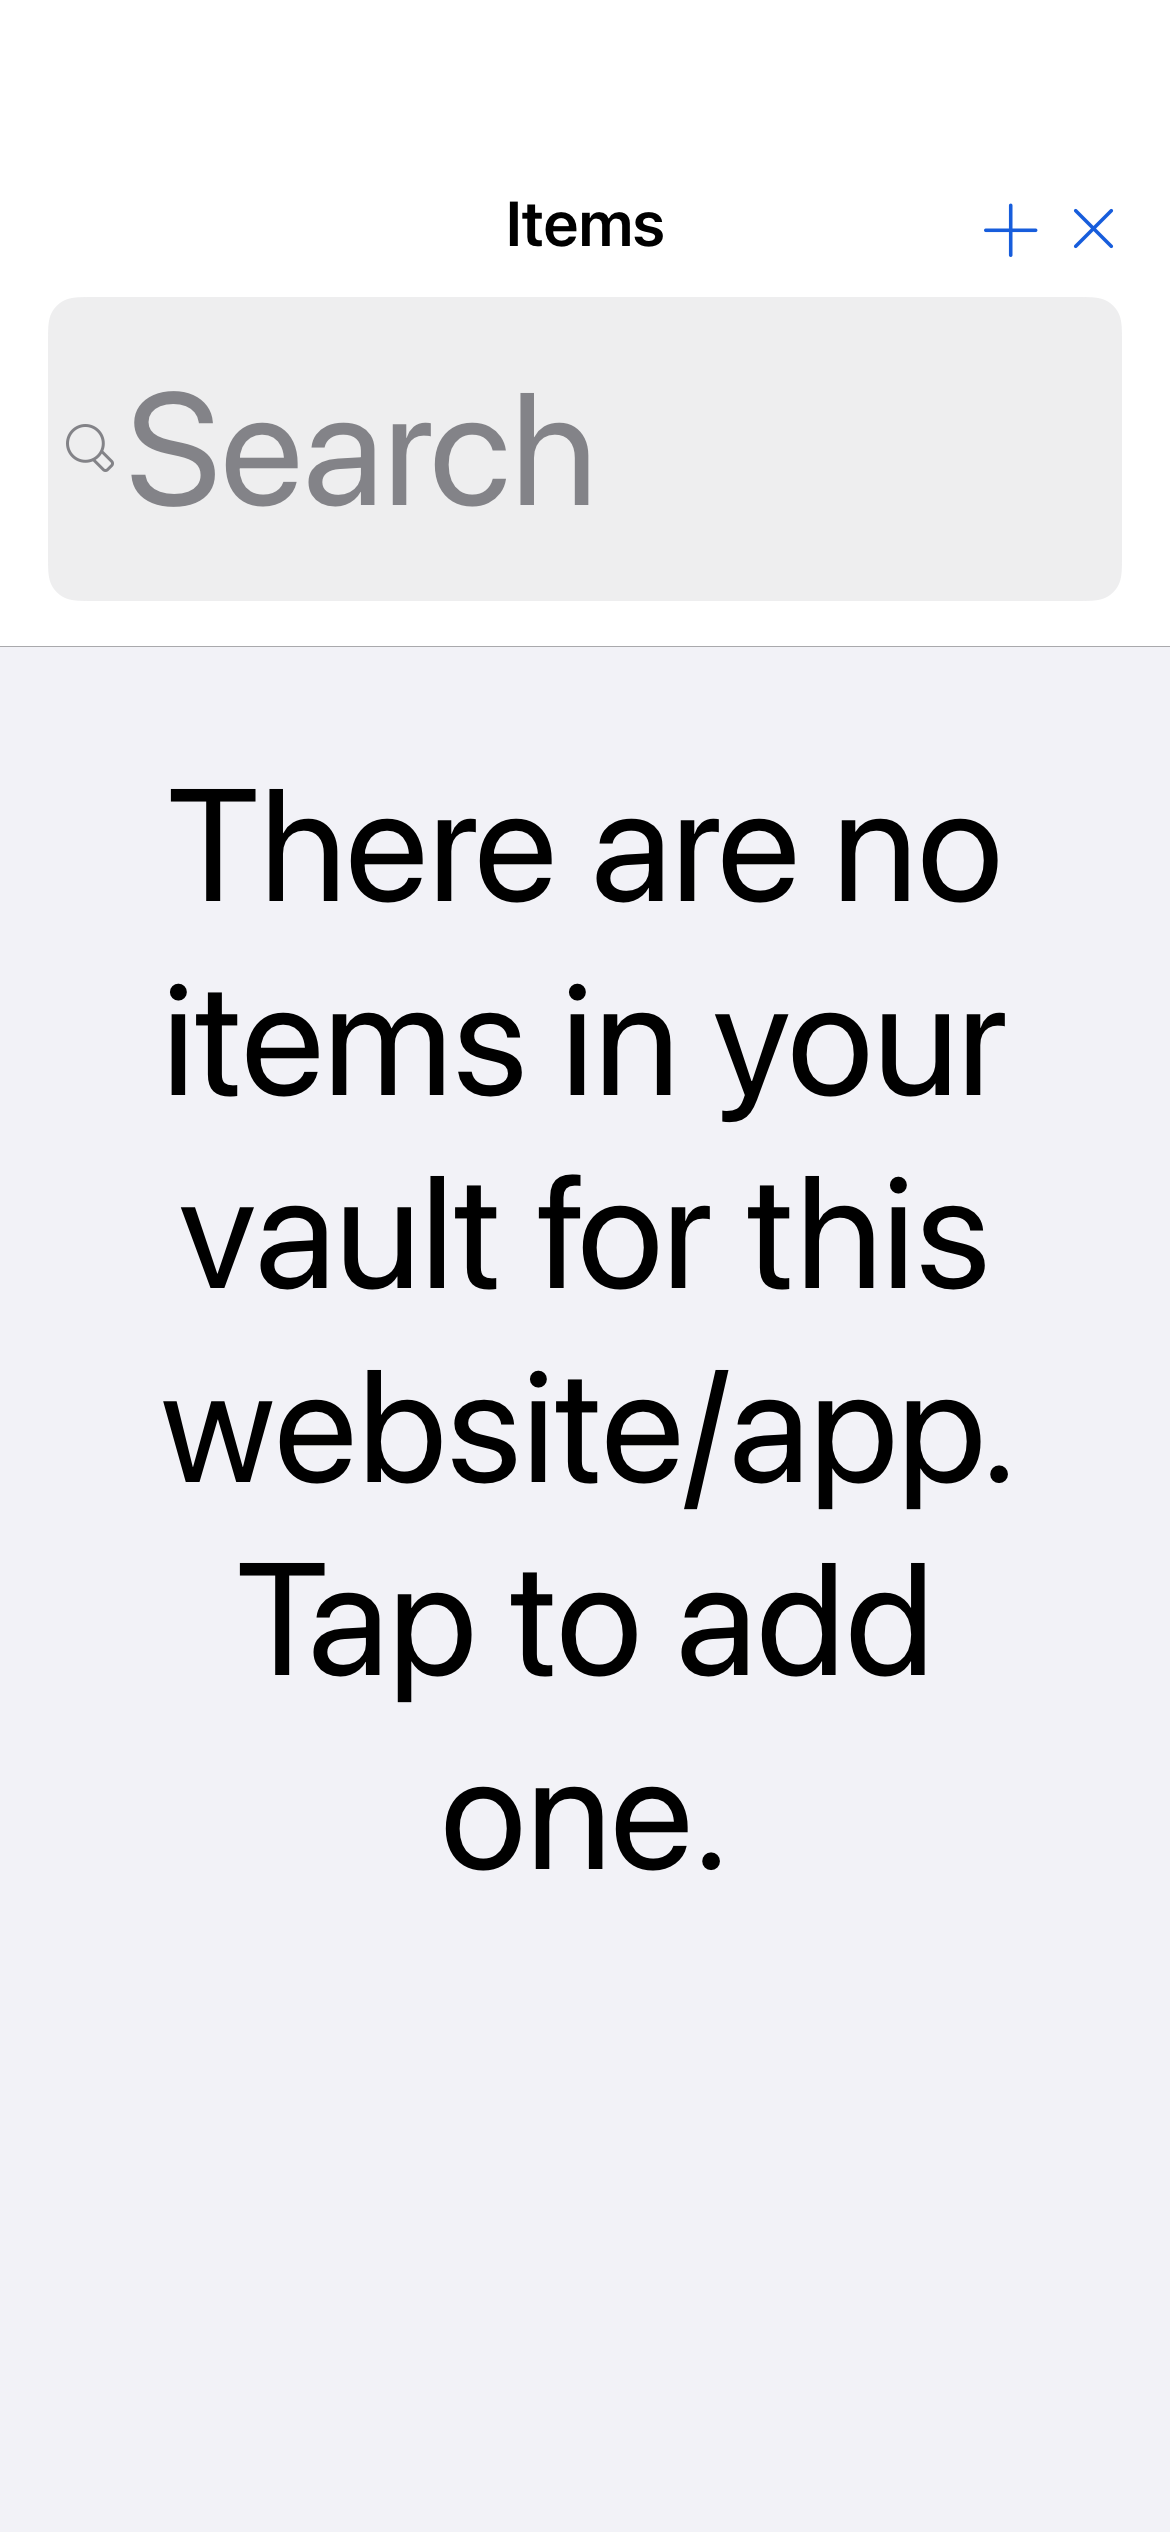 Items
Search
There are no
items in your
vault for this
website/app.
Tap to add
one.